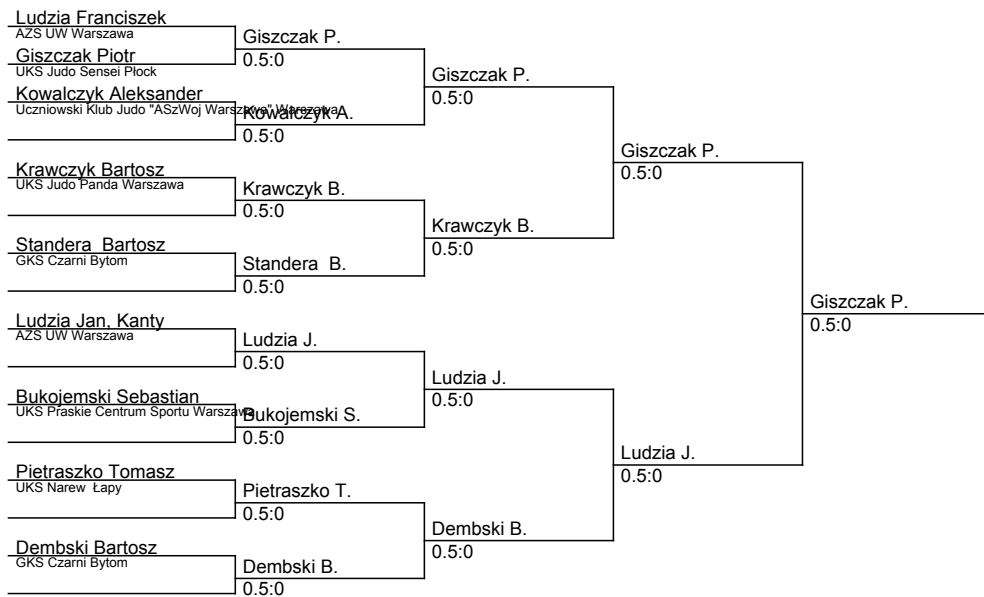 Ludzia Franciszek
AZS UW Warszawa
Giszczak Piotr
UKS Judo Sensei Płock
Kowalczyk Aleksander
Uczniowski Klub Judo "ASzWoj Warszawa" Warszawa
Krawczyk Bartosz
UKS Judo Panda Warszawa
Standera Bartosz
GKS Czarni Bytom
Ludzia Jan, Kanty
AZS UW Warszawa
Bukojemski Sebastian
UKS Praskie Centrum Sportu Warszawa
Pietraszko Tomasz
UKS Narew Łapy
Dembski Bartosz
GKS Czarni Bytom
Giszczak P.
0.5:0
Kowalczyk A.
0.5:0
Krawczyk B.
0.5:0
Standera B.
0.5:0
Ludzia J.
0.5:0
Bukojemski S.
0.5:0
Pietraszko T.
0.5:0
Dembski B.
0.5:0
Giszczak P.
0.5:0
Krawczyk B.
0.5:0
Ludzia J.
0.5:0
Dembski B.
0.5:0
Giszczak P.
0.5:0
Ludzia J.
0.5:0
Giszczak P.
0.5:0